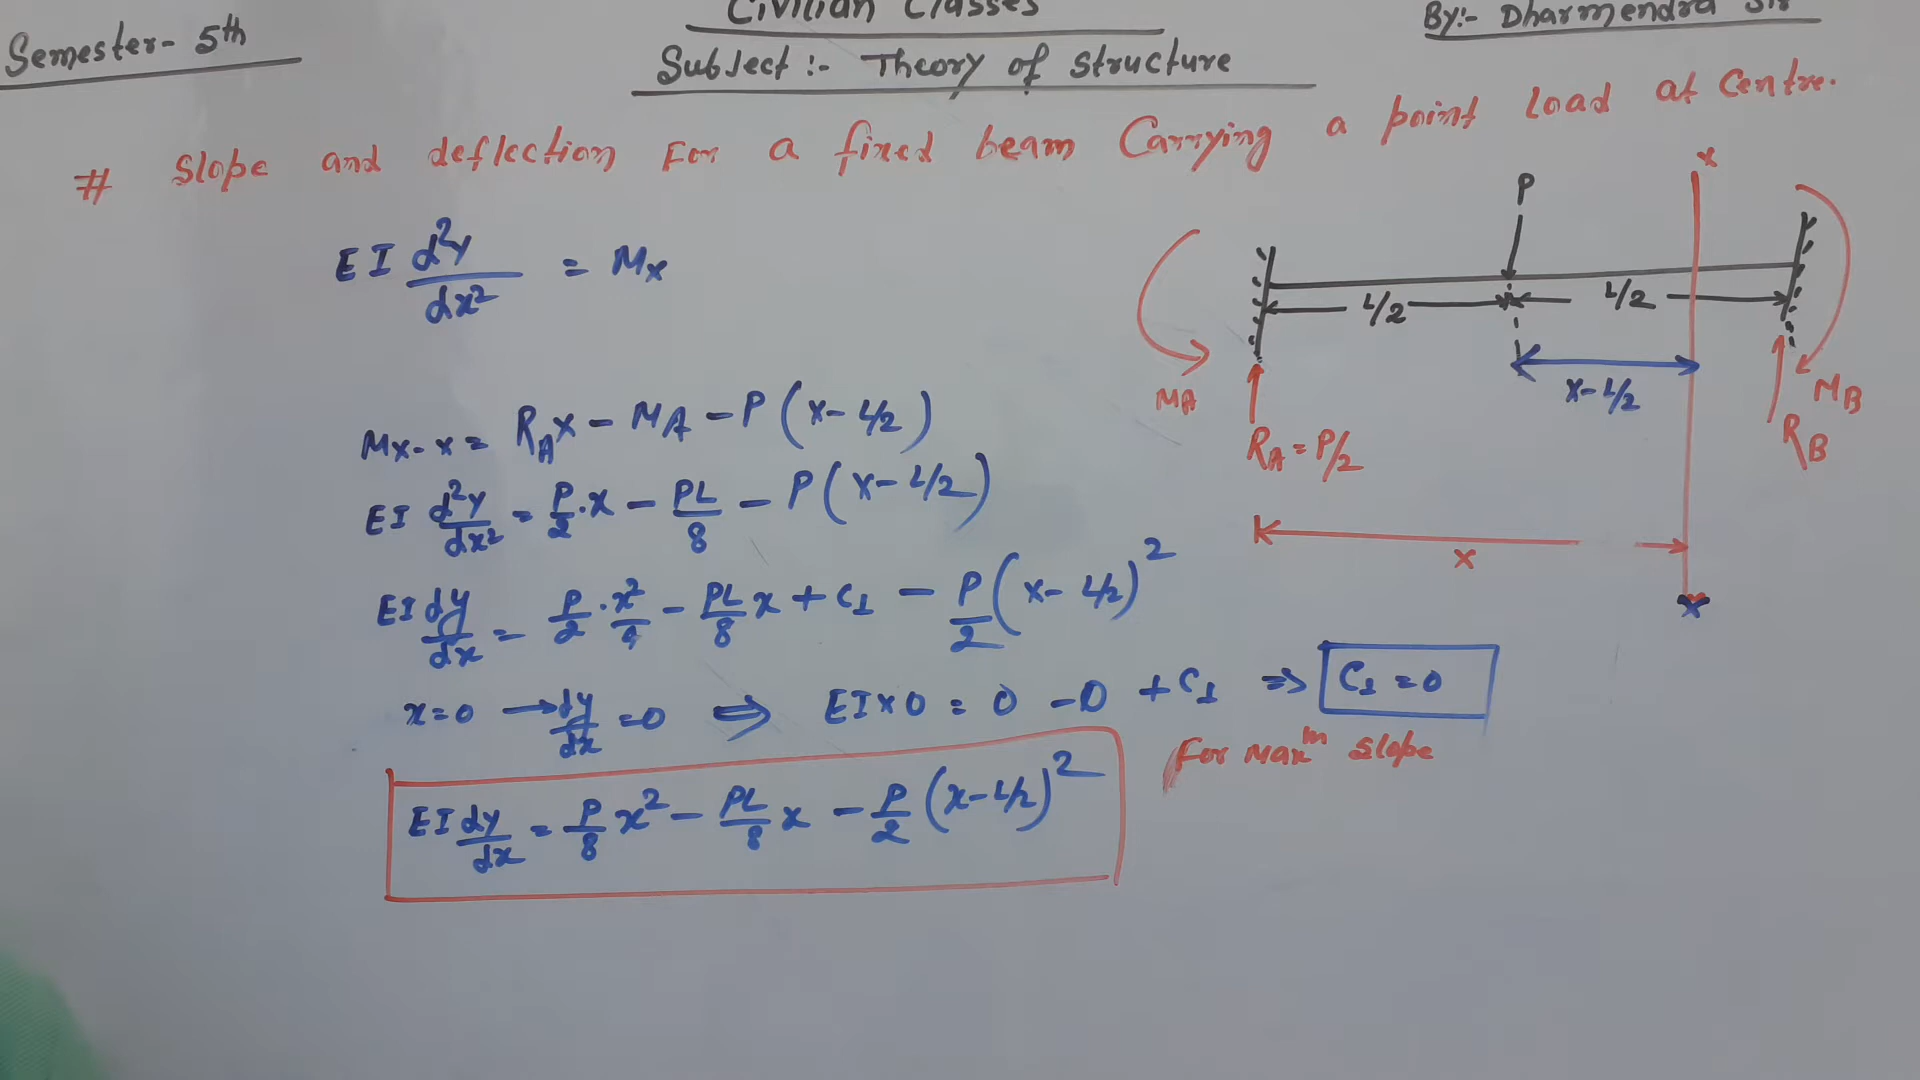 Civilian Classes
By:- Dharmendra Sir
Semester- 5th
Subject :- Theory of structure
# Slope and deflection For a fixed beam Carrying a point load at Centre.
EI d²y/dx² = Mx
Mx-x = R_A x - M_A - P(x - L/2)
EI d²y/dx² = P/2 . x - PL/8 - P(x - L/2)
EI dy/dx = P/2 . x²/4 - PL/8 x + C1 - P/2 (x - L/2)²
x=0 → dy/dx = 0 ⇒ EI×0 = 0 - 0 + C1 ⇒ C1 = 0
For Maxm slope
EI dy/dx = P/8 x² - PL/8 x - P/2 (x - L/2)²
x
P
L/2
L/2
x - L/2
MA
MB
RA = P/2
RB
x
x